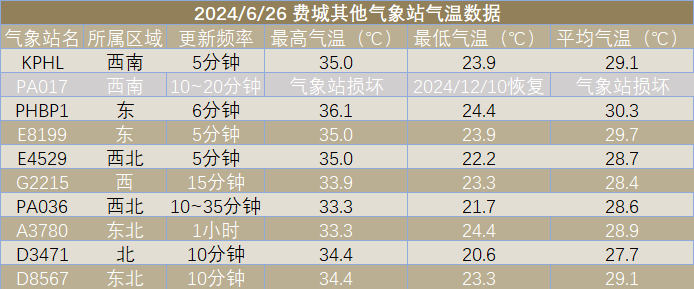 2024/6/26 费城其他气象站气温数据
气象站名 所属区域 更新频率 最高气温（℃） 最低气温（℃） 平均气温（℃）
KPHL 西南 5分钟 35.0 23.9 29.1
PA017 西南 10~20分钟 气象站损坏 2024/12/10恢复 气象站损坏
PHBP1 东 6分钟 36.1 24.4 30.3
E8199 东 5分钟 35.0 23.9 29.7
E4529 西北 5分钟 35.0 22.2 28.7
G2215 西 15分钟 33.9 23.3 28.4
PA036 西北 10~35分钟 33.3 21.7 28.6
A3780 东北 1小时 33.3 24.4 28.9
D3471 北 10分钟 34.4 20.6 27.7
D8567 东北 10分钟 34.4 23.3 29.1